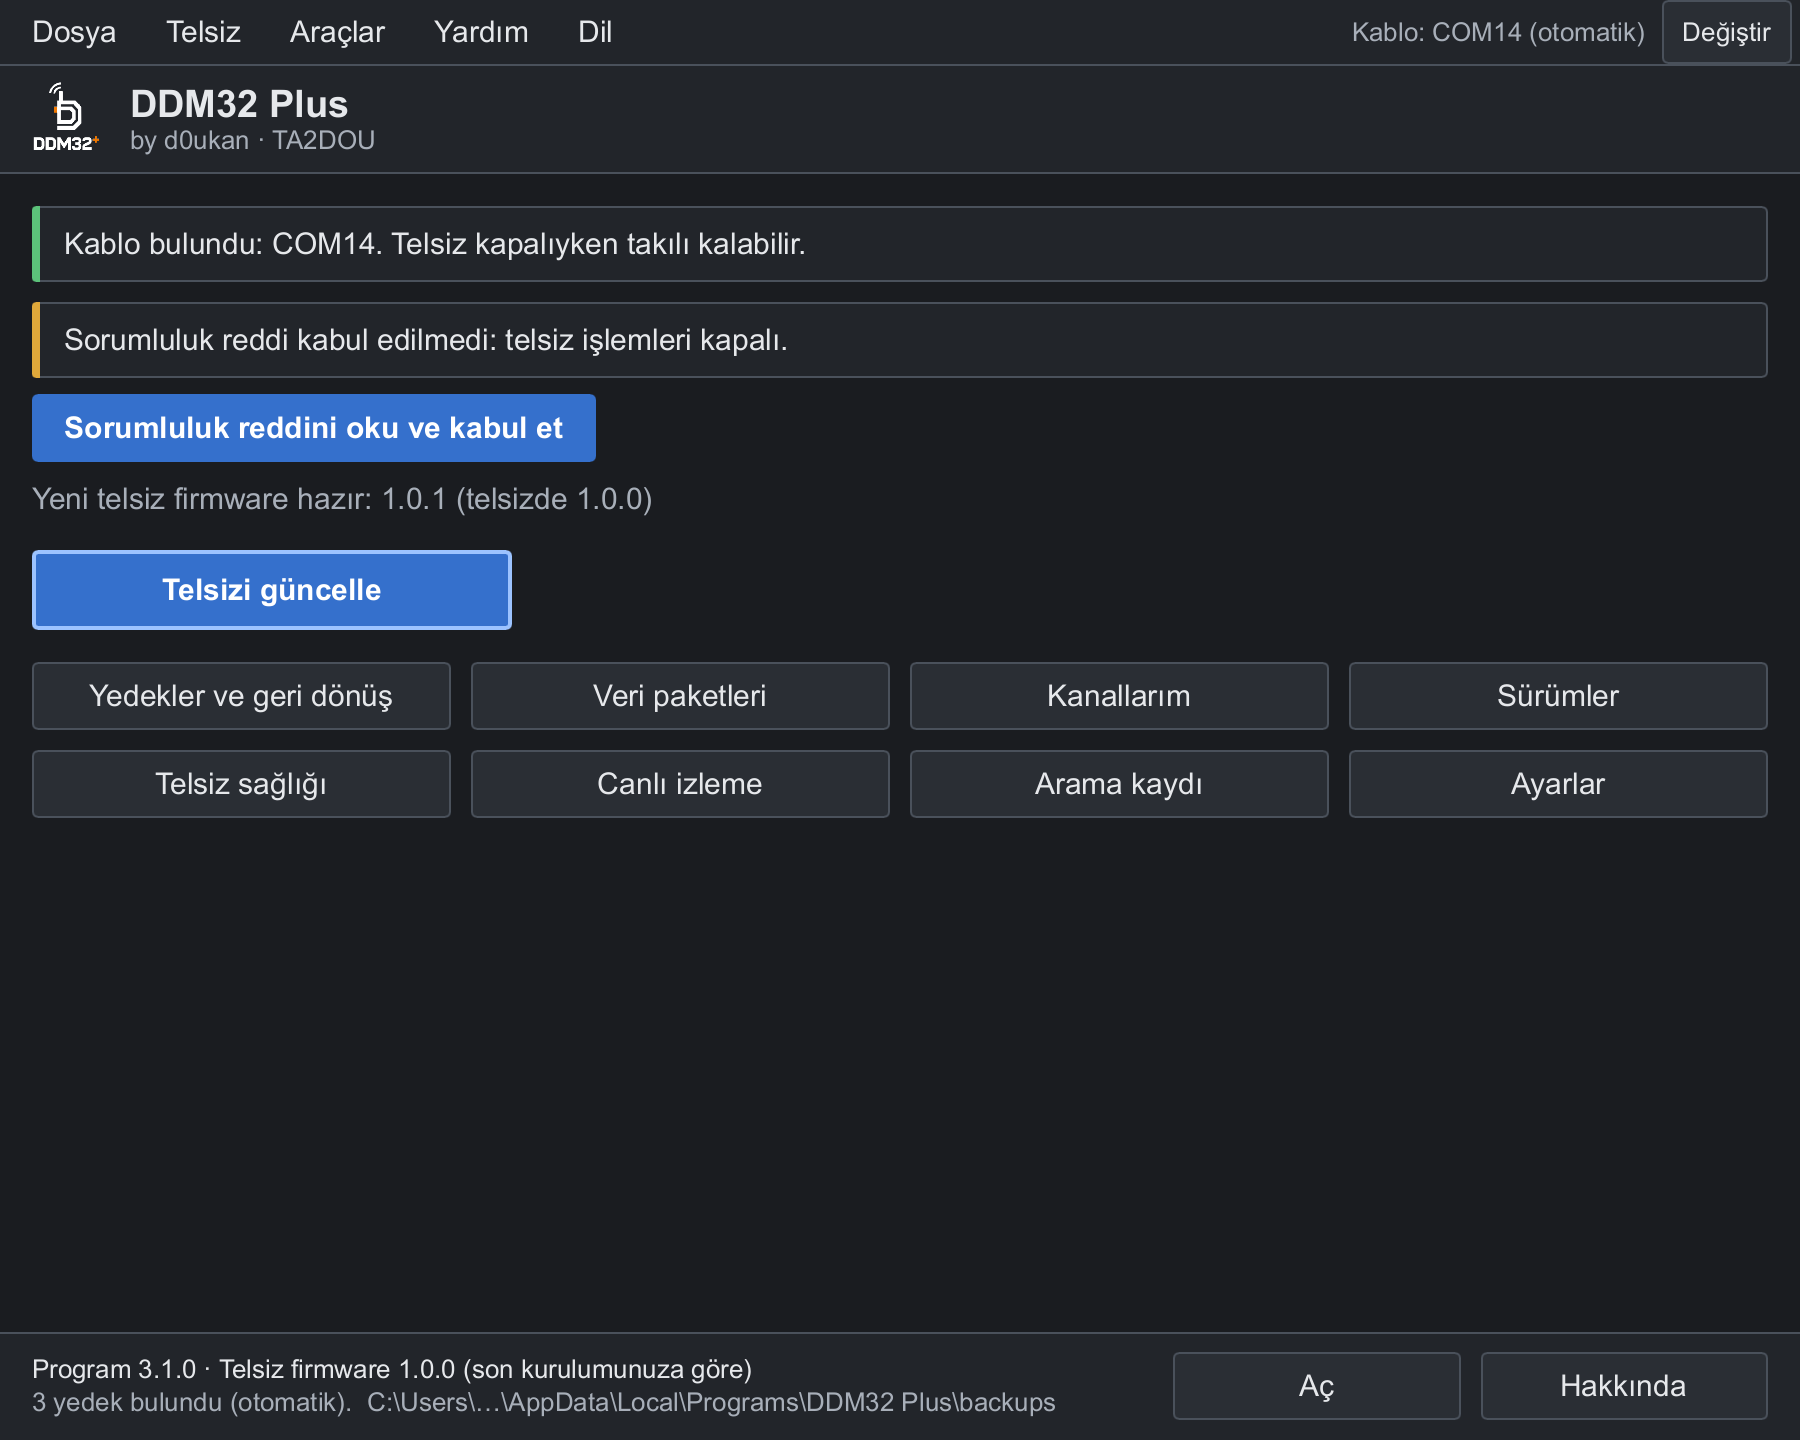 Dosya Telsiz Araçlar Yardım Dil Kablo: COM14 (otomatik) Değiştir
DDM32+
DDM32 Plus
by d0ukan · TA2DOU
Kablo bulundu: COM14. Telsiz kapalıyken takılı kalabilir.
Sorumluluk reddi kabul edilmedi: telsiz işlemleri kapalı.
Sorumluluk reddini oku ve kabul et
Yeni telsiz firmware hazır: 1.0.1 (telsizde 1.0.0)
Telsizi güncelle
Yedekler ve geri dönüş Veri paketleri Kanallarım Sürümler
Telsiz sağlığı Canlı izleme Arama kaydı Ayarlar
Program 3.1.0 · Telsiz firmware 1.0.0 (son kurulumunuza göre)
3 yedek bulundu (otomatik). C:\Users\…\AppData\Local\Programs\DDM32 Plus\backups
Aç Hakkında